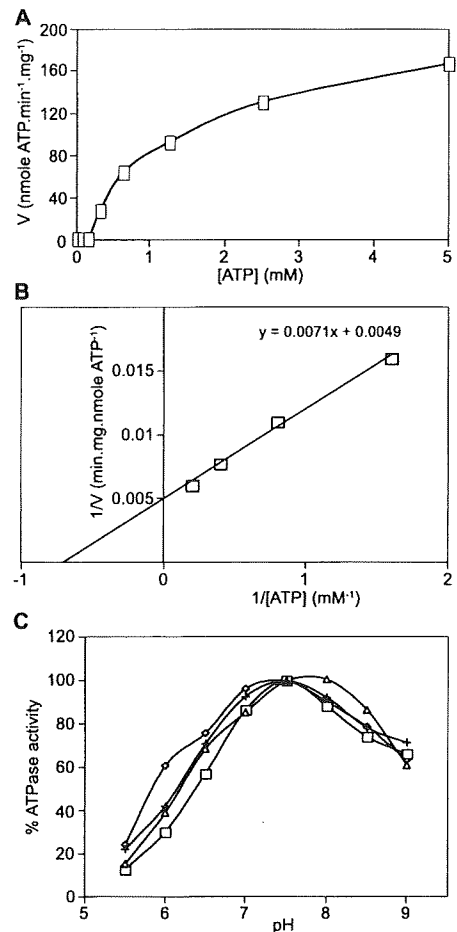 A
V (nmole ATP.min⁻¹.mg⁻¹)
200
160
120
80
40
0
0 1 2 3 4 5
[ATP] (mM)
B
1/V (min.mg.nmole ATP⁻¹)
y = 0.0071x + 0.0049
0.015
0.01
0.005
-1 0 1 2
1/[ATP] (mM⁻¹)
C
% ATPase activity
120
100
80
60
40
20
0
5 6 7 8 9
pH